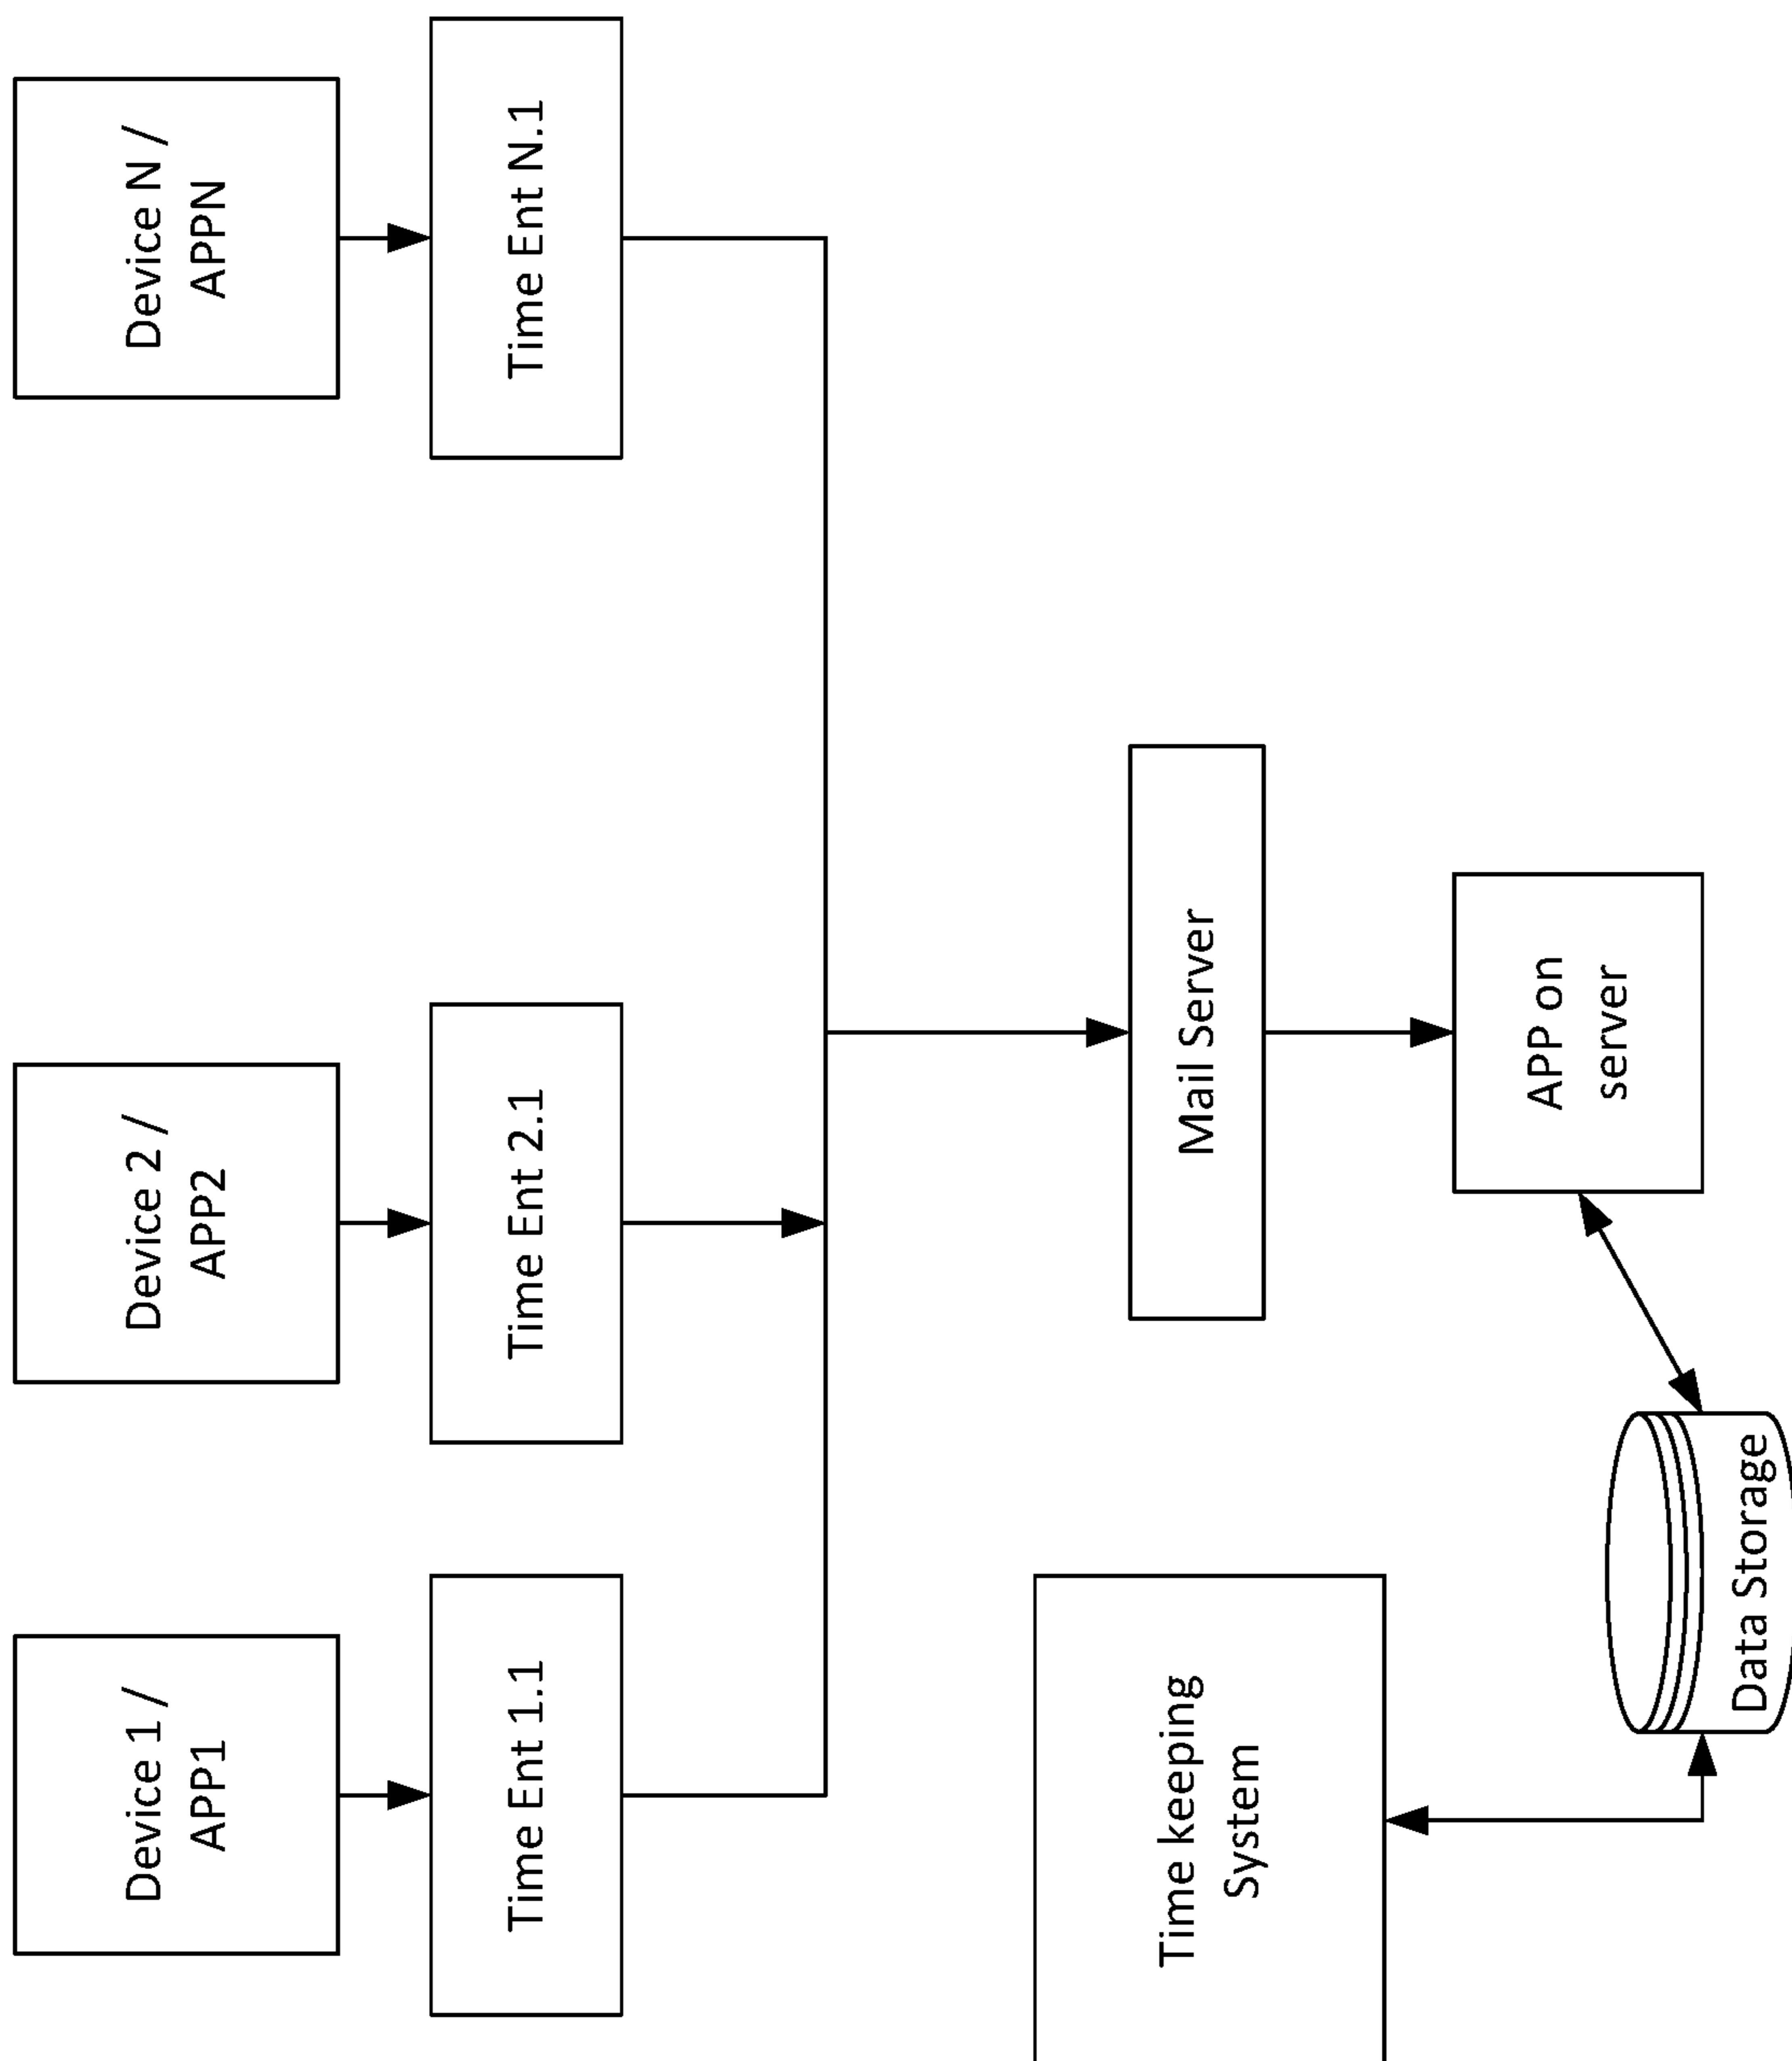 Device 1 /
APP1
Device 2 /
APP2
Device N /
APPN
Time Ent 1.1
Time Ent 2.1
Time Ent N.1
Time keeping
System
Mail Server
APP on
server
Data Storage